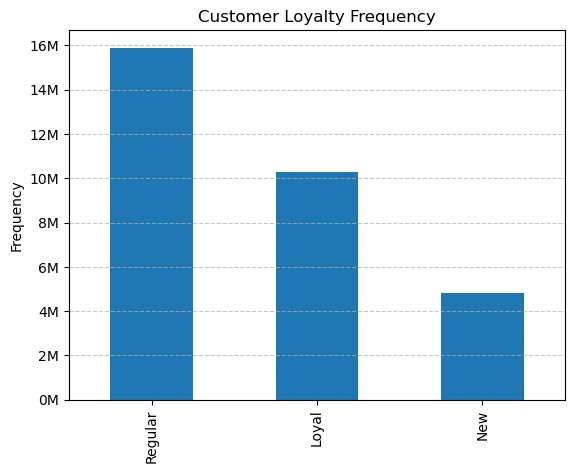 Customer Loyalty Frequency
16M
14M
12M
10M
8M
6M
4M
2M
0M
Frequency
Regular
Loyal
New